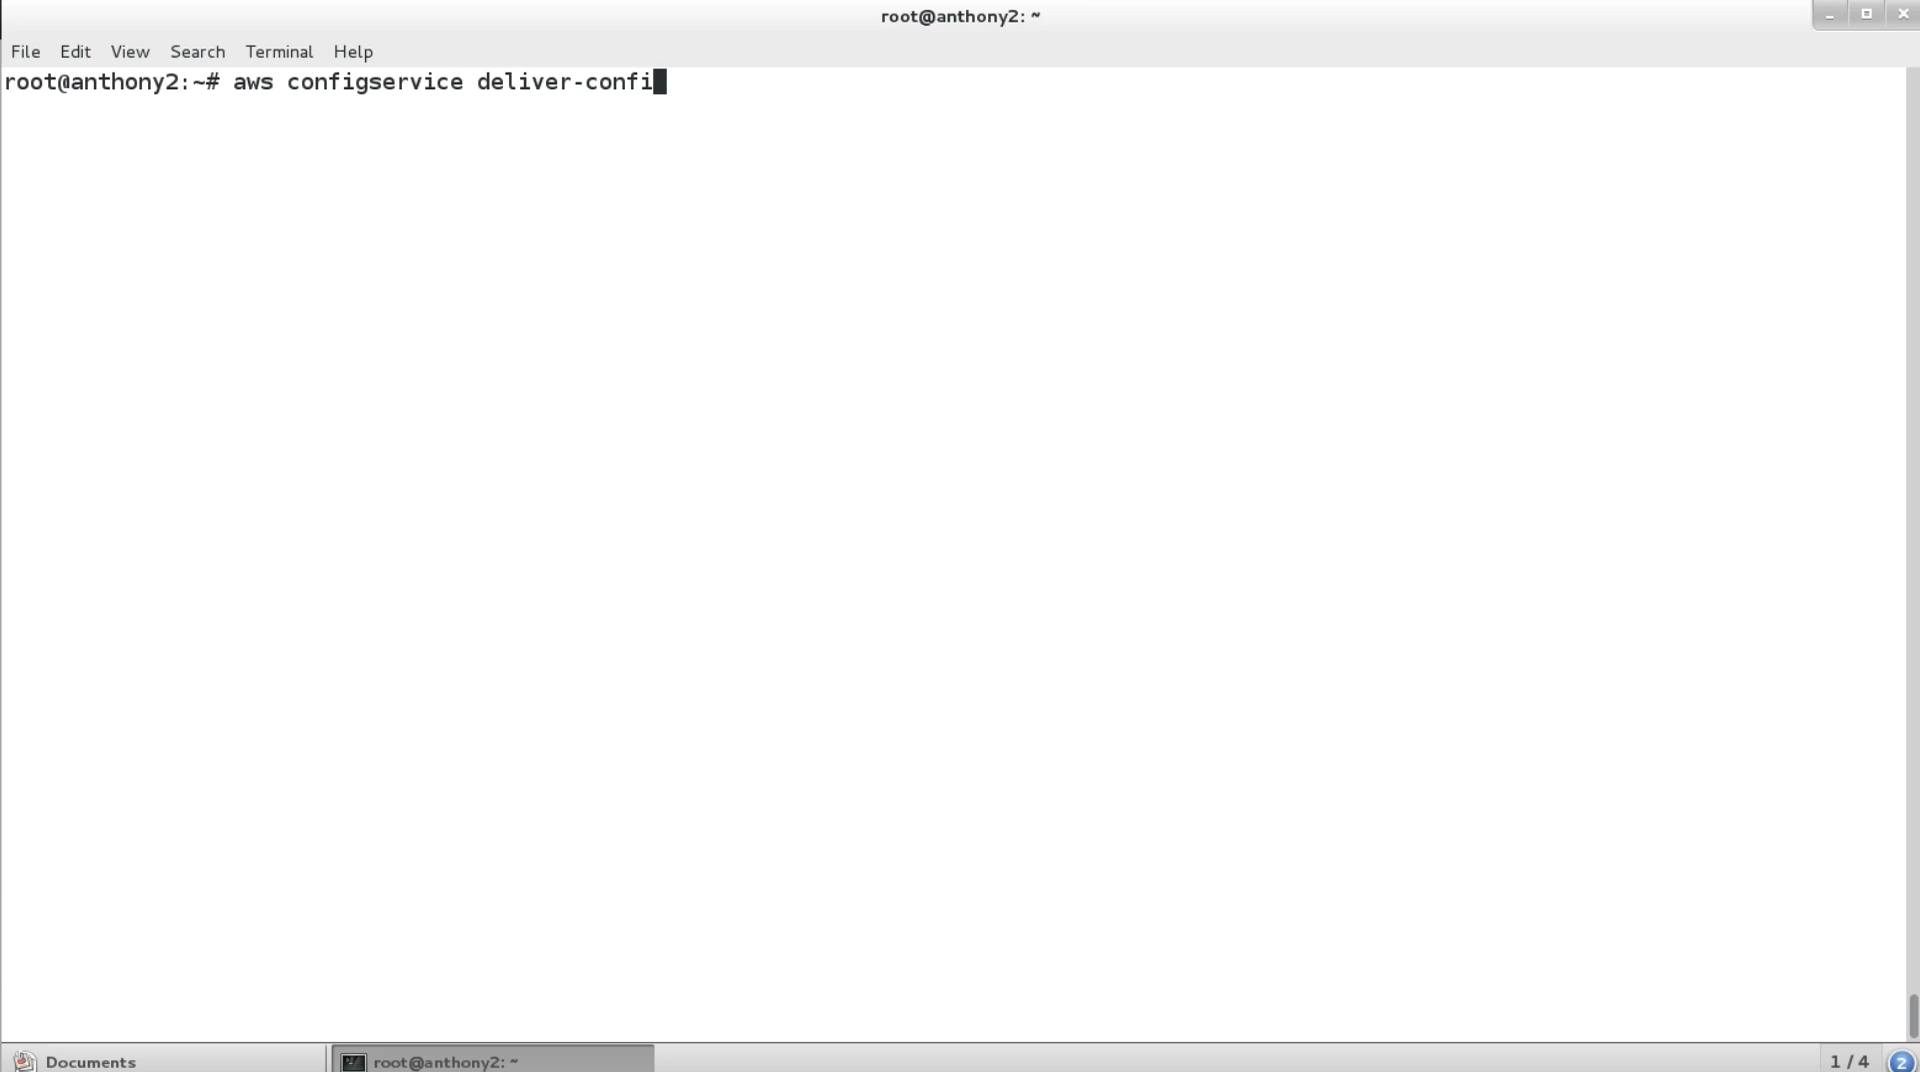 root@anthony2: ~
File Edit View Search Terminal Help
root@anthony2:~# aws configservice deliver-confi
Documents root@anthony2: ~ 1 / 4 2